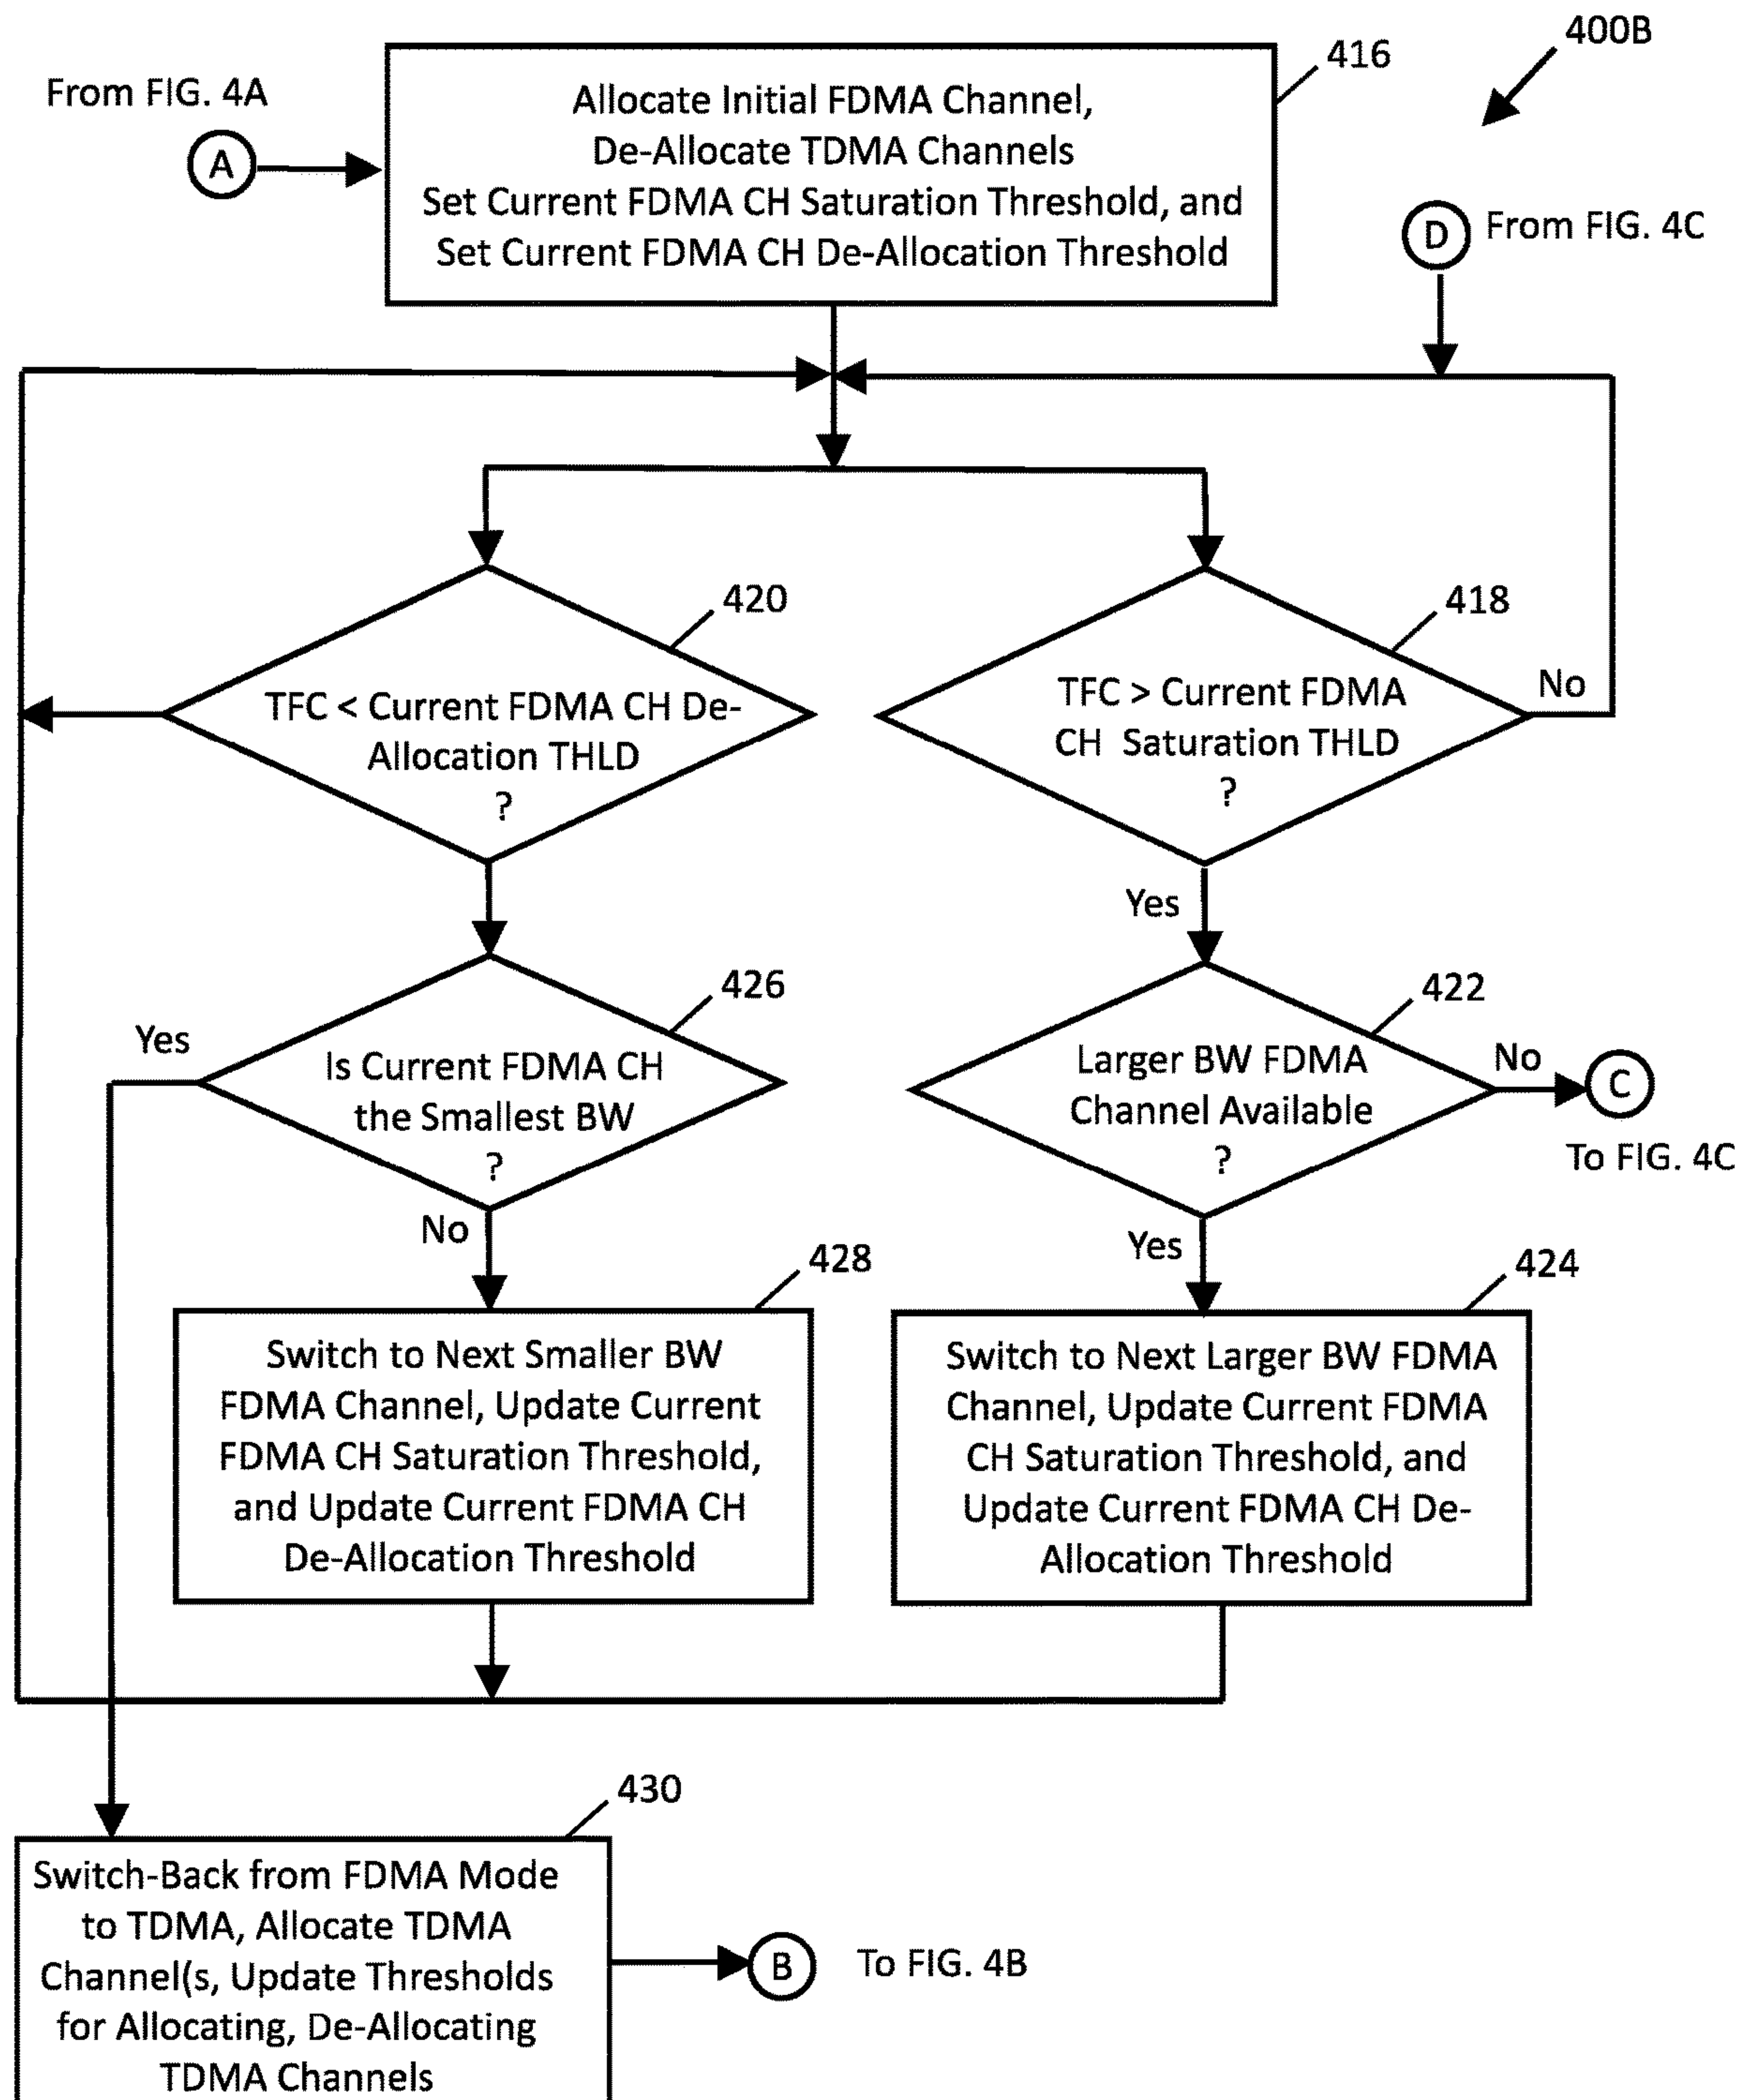 400B
416
From FIG. 4A
A
Allocate Initial FDMA Channel,
De-Allocate TDMA Channels
Set Current FDMA CH Saturation Threshold, and
Set Current FDMA CH De-Allocation Threshold
D
From FIG. 4C
420
TFC < Current FDMA CH De-
Allocation THLD
?
418
TFC > Current FDMA
CH Saturation THLD
?
No
Yes
426
Yes
Is Current FDMA CH
the Smallest BW
?
No
422
Larger BW FDMA
Channel Available
?
No
C
To FIG. 4C
Yes
428
Switch to Next Smaller BW
FDMA Channel, Update Current
FDMA CH Saturation Threshold,
and Update Current FDMA CH
De-Allocation Threshold
424
Switch to Next Larger BW FDMA
Channel, Update Current FDMA
CH Saturation Threshold, and
Update Current FDMA CH De-
Allocation Threshold
430
Switch-Back from FDMA Mode
to TDMA, Allocate TDMA
Channel(s, Update Thresholds
for Allocating, De-Allocating
TDMA Channels
B
To FIG. 4B